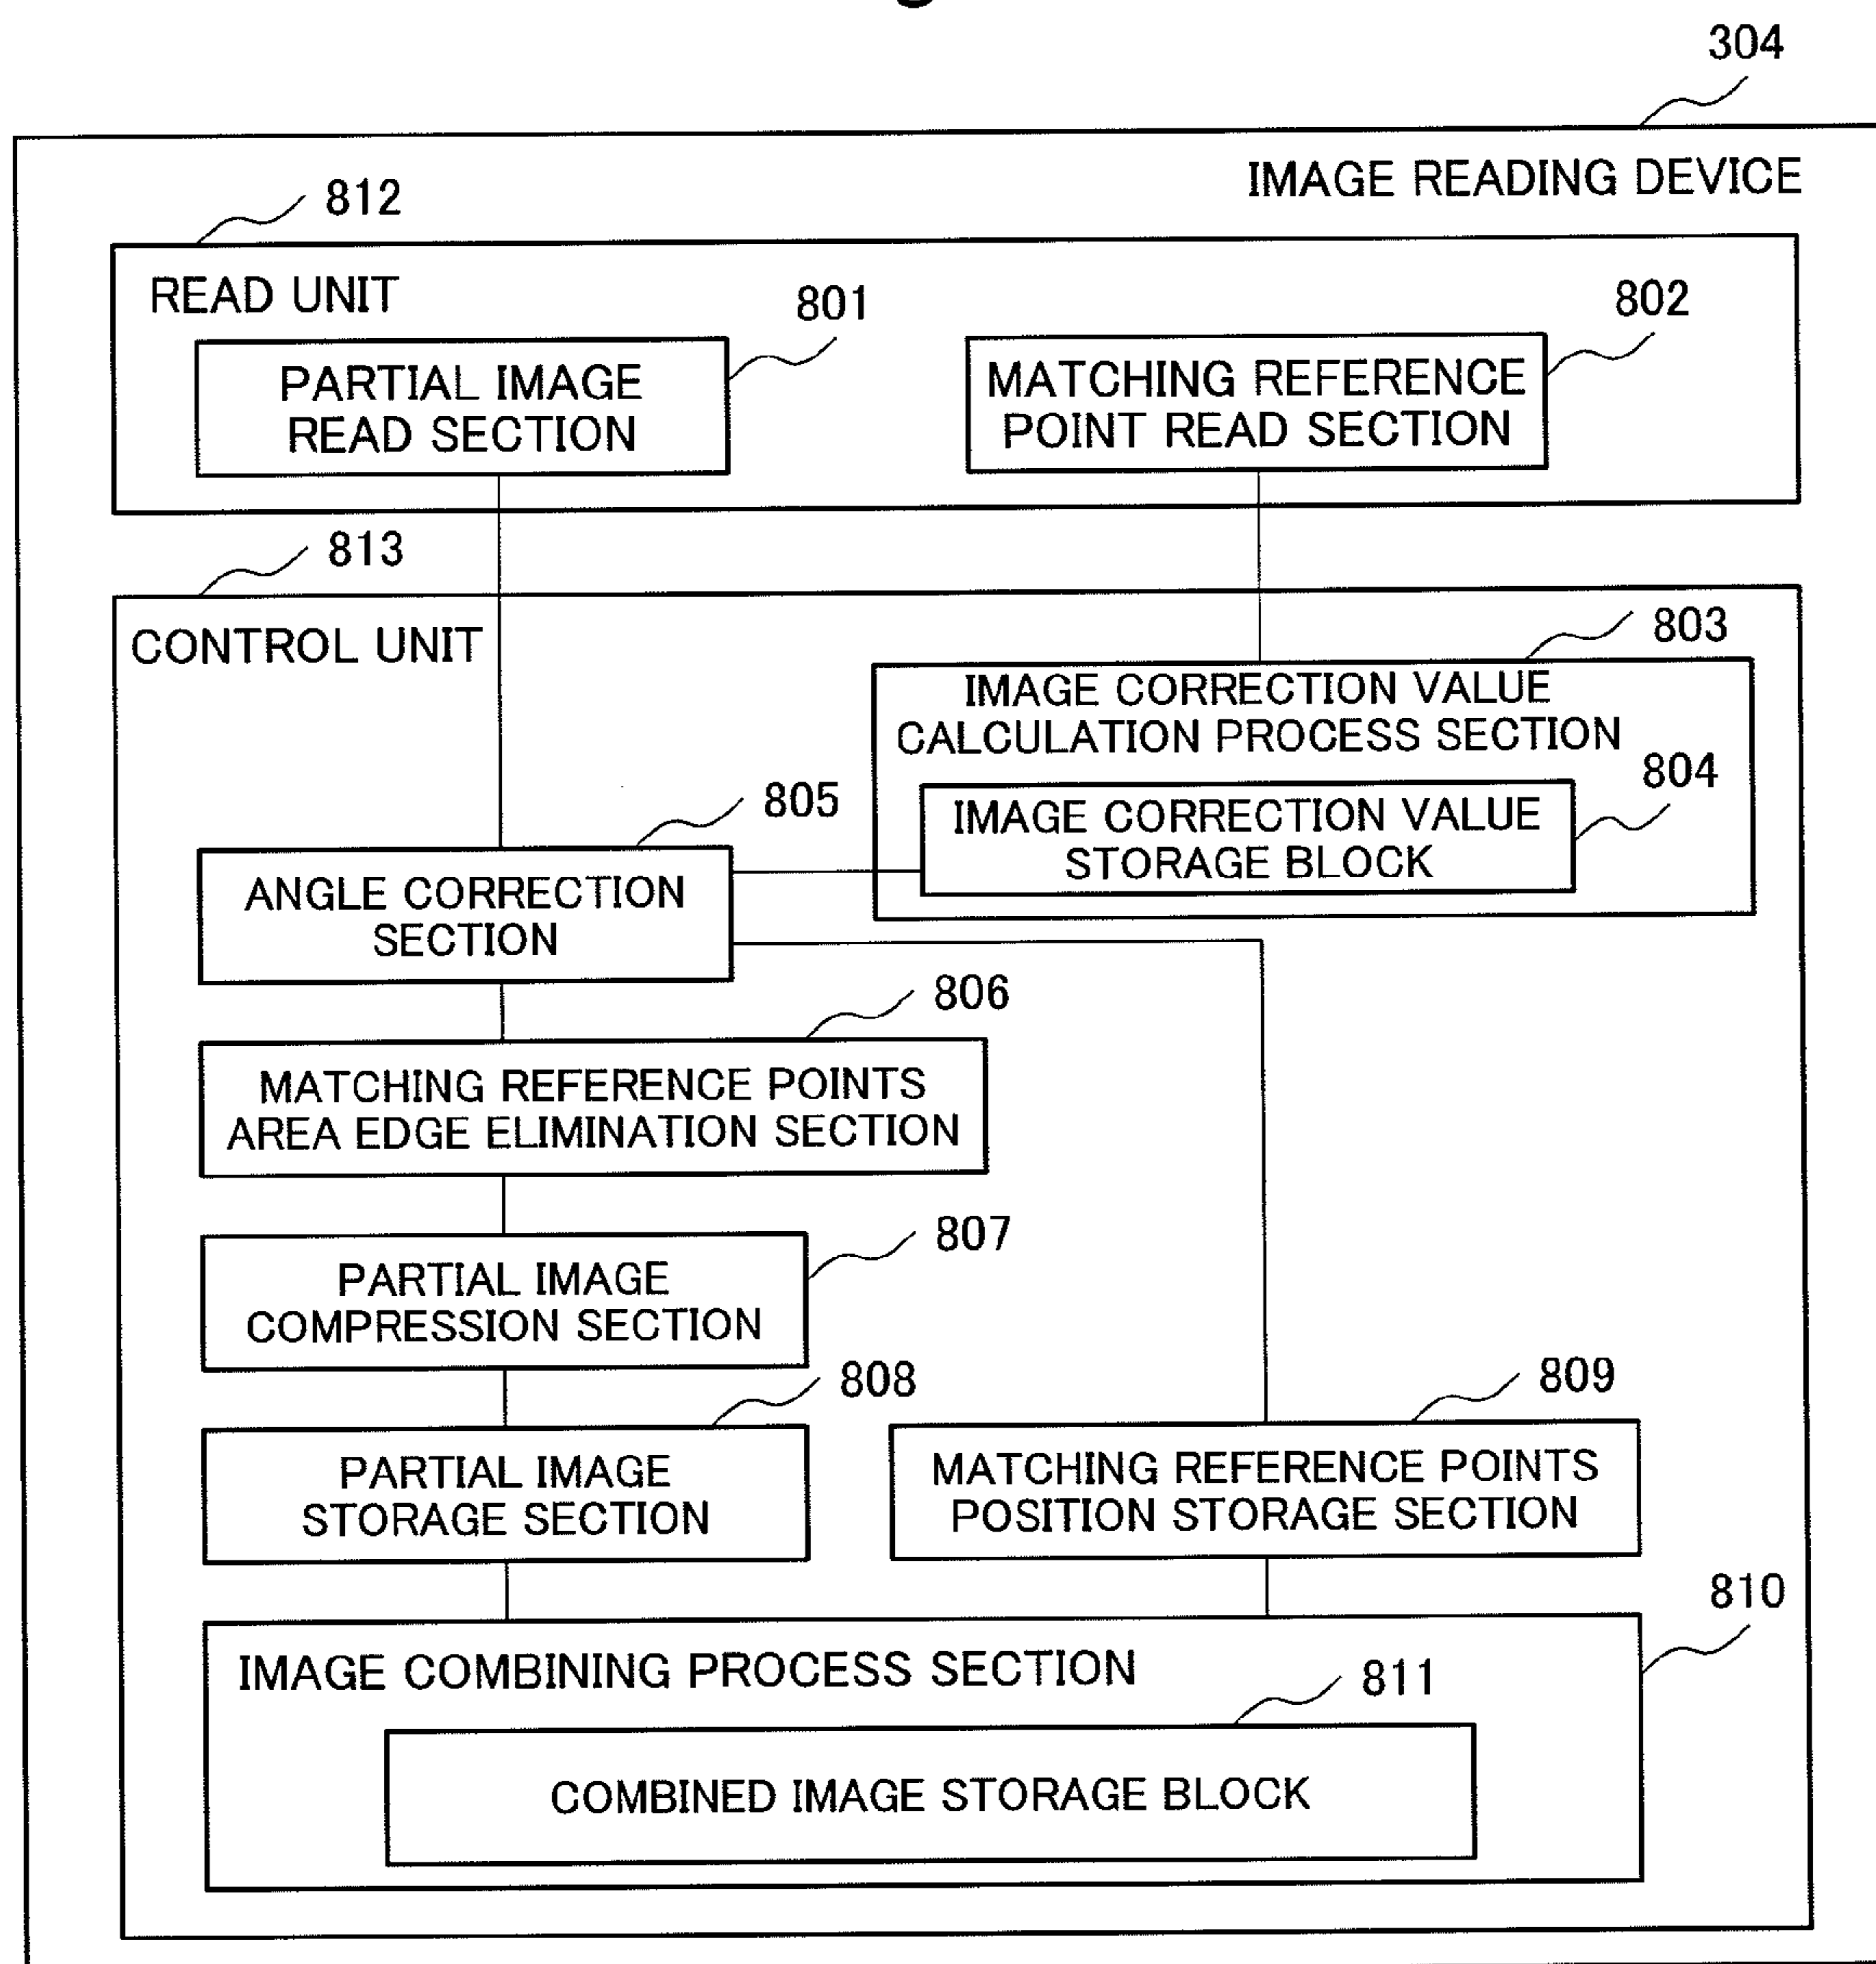 304
IMAGE READING DEVICE
812
READ UNIT
801
802
PARTIAL IMAGE
READ SECTION
MATCHING REFERENCE
POINT READ SECTION
813
CONTROL UNIT
803
IMAGE CORRECTION VALUE
CALCULATION PROCESS SECTION
804
IMAGE CORRECTION VALUE
STORAGE BLOCK
805
ANGLE CORRECTION
SECTION
806
MATCHING REFERENCE POINTS
AREA EDGE ELIMINATION SECTION
807
PARTIAL IMAGE
COMPRESSION SECTION
808
PARTIAL IMAGE
STORAGE SECTION
809
MATCHING REFERENCE POINTS
POSITION STORAGE SECTION
810
IMAGE COMBINING PROCESS SECTION
811
COMBINED IMAGE STORAGE BLOCK